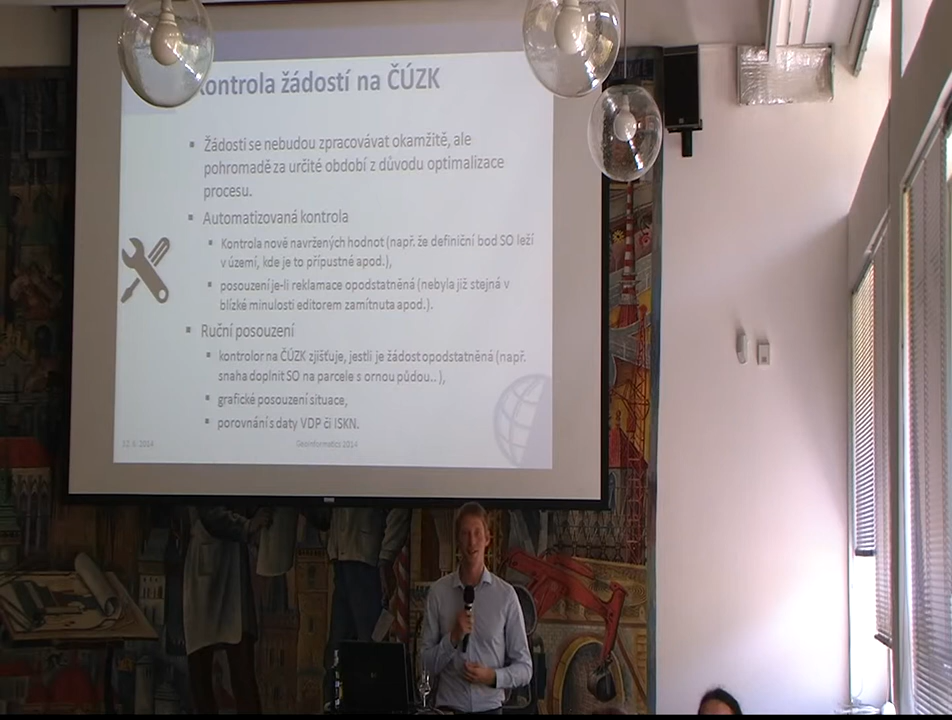 Kontrola žádostí na ČÚZK
Žádosti se nebudou zpracovávat okamžitě, ale
pohromadě za určité období z důvodu optimalizace
procesu.
Automatizovaná kontrola
Kontrola nově navržených hodnot (např. že definiční bod SO leží
v území, kde je to přípustné apod.),
posouzení je-li reklamace opodstatněná (nebyla již stejná v
blízké minulosti editorem zamítnuta apod.).
Ruční posouzení
kontrolor na ČÚZK zjišťuje, jestli je žádost opodstatněná (např.
snaha doplnit SO na parcele s ornou půdou.. ),
grafické posouzení situace,
porovnání s daty VDP či ISKN.
12. 6. 2014
Geoinformatics 2014